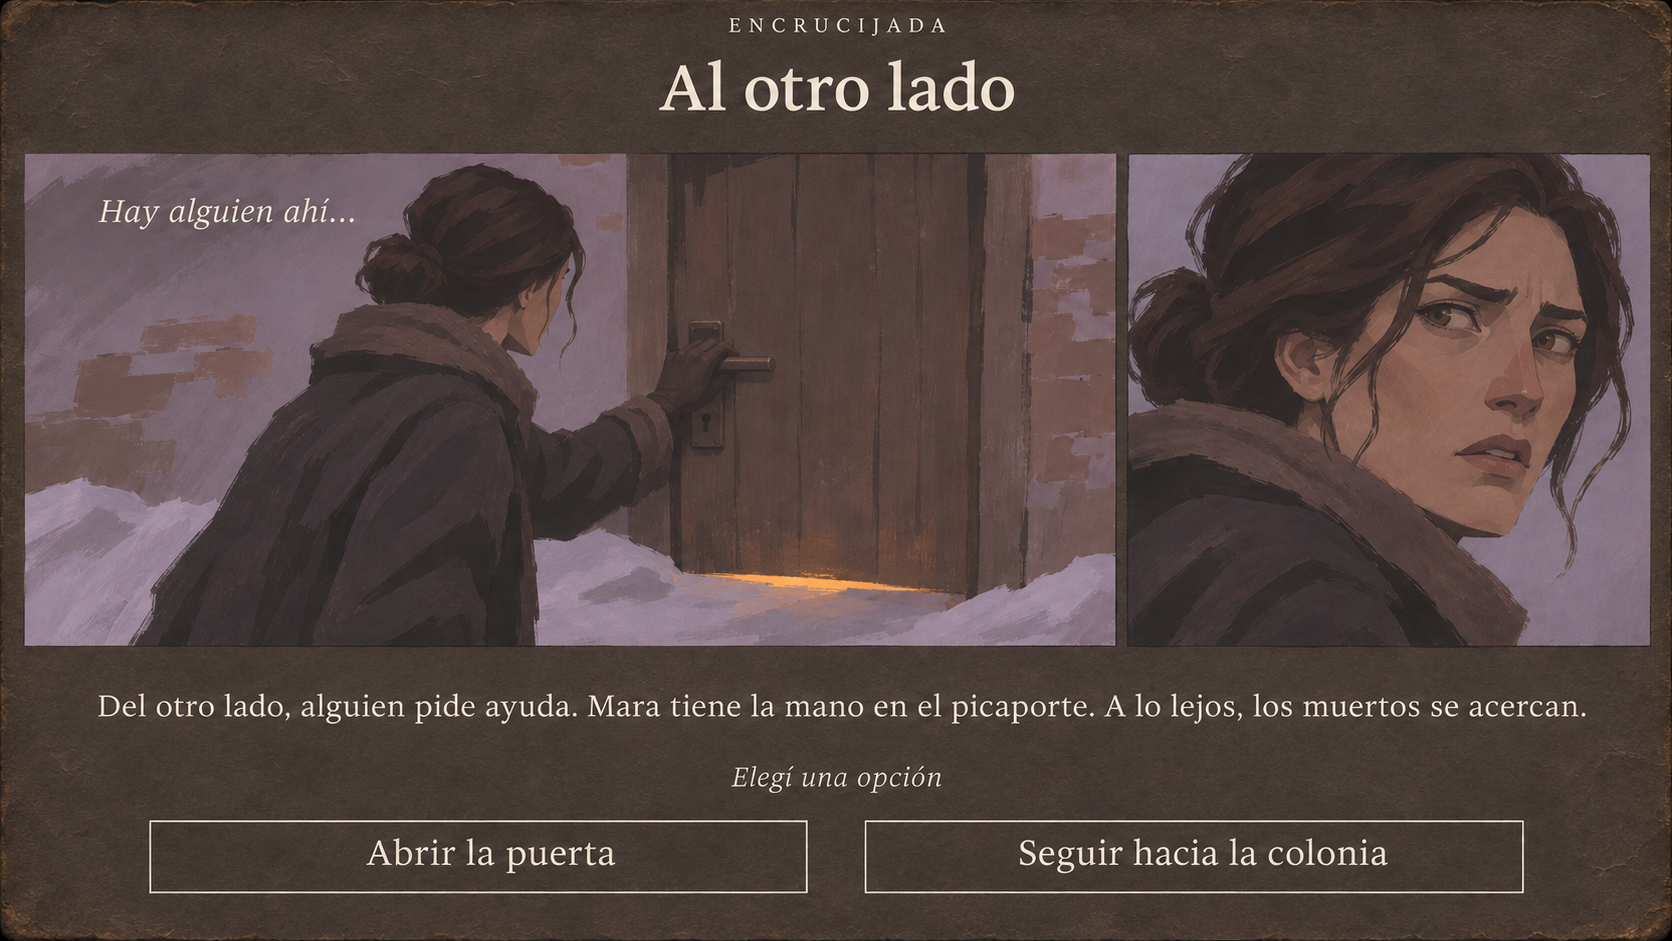 ENCRUCIJADA
Al otro lado
Hay alguien ahí...
Del otro lado, alguien pide ayuda. Mara tiene la mano en el picaporte. A lo lejos, los muertos se acercan.
Elegí una opción
Abrir la puerta
Seguir hacia la colonia